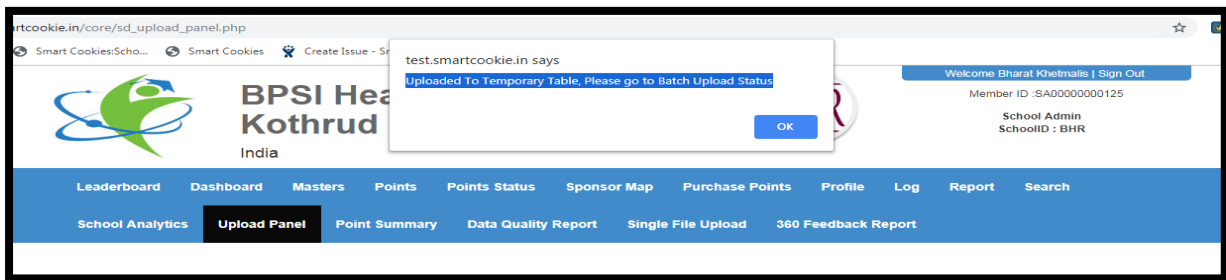 rtcookie.in/core/sd_upload_panel.php
Smart Cookies:Scho... Smart Cookies Create Issue - Sr
test.smartcookie.in says
Uploaded To Temporary Table, Please go to Batch Upload Status
OK
BPSI Hea
Kothrud
India
R
Welcome Bharat Khetmalis | Sign Out
Member ID :SA00000000125
School Admin
SchoolID : BHR
Leaderboard Dashboard Masters Points Points Status Sponsor Map Purchase Points Profile Log Report Search
School Analytics Upload Panel Point Summary Data Quality Report Single File Upload 360 Feedback Report